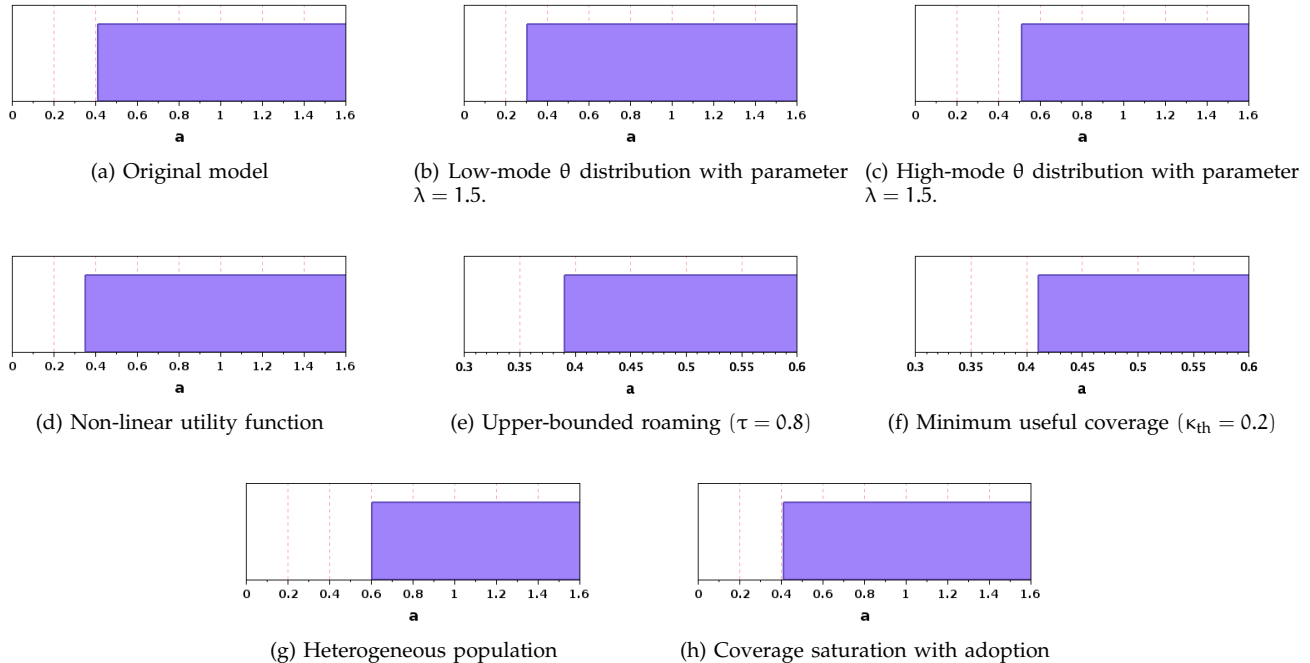 0 0.2 0.4 0.6 0.8 1 1.2 1.4 1.6
a
(a) Original model
0 0.2 0.4 0.6 0.8 1 1.2 1.4 1.6
a
(b) Low-mode θ distribution with parameter
λ = 1.5.
0 0.2 0.4 0.6 0.8 1 1.2 1.4 1.6
a
(c) High-mode θ distribution with parameter
λ = 1.5.
0 0.2 0.4 0.6 0.8 1 1.2 1.4 1.6
a
(d) Non-linear utility function
0.3 0.35 0.4 0.45 0.5 0.55 0.6
a
(e) Upper-bounded roaming (τ = 0.8)
0.3 0.35 0.4 0.45 0.5 0.55 0.6
a
(f) Minimum useful coverage (κth = 0.2)
0 0.2 0.4 0.6 0.8 1 1.2 1.4 1.6
a
(g) Heterogeneous population
0 0.2 0.4 0.6 0.8 1 1.2 1.4 1.6
a
(h) Coverage saturation with adoption